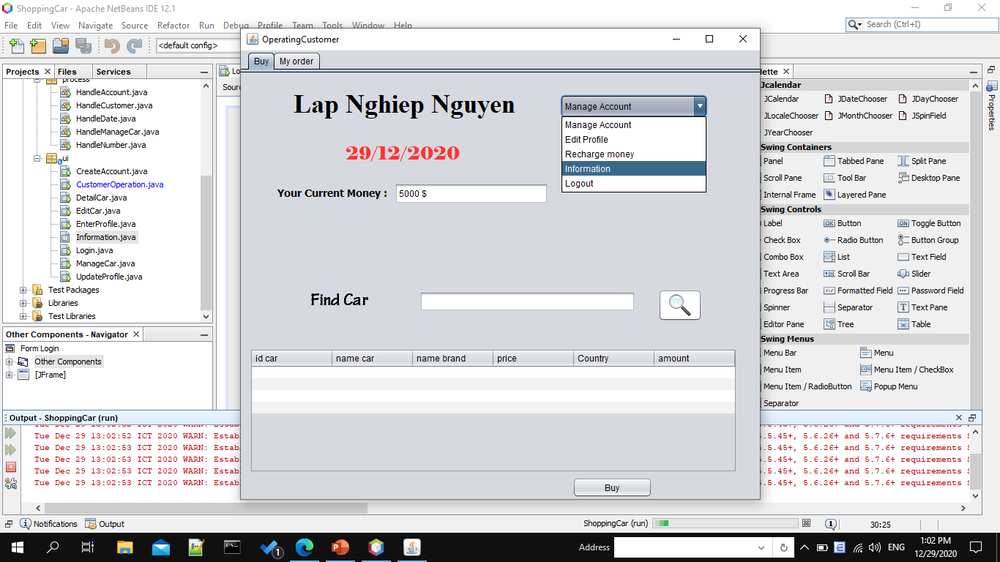 ShoppingCar - Apache NetBeans IDE 12.1
File Edit View Navigate Source Refactor Run Debug Profile Team Tools Window Help
Search (Ctrl+I)
<default config>
OperatingCustomer
Buy My order
Projects Files Services
process
HandleAccount.java
HandleCustomer.java
HandleDate.java
HandleManageCar.java
HandleNumber.java
ui
CreateAccount.java
CustomerOperation.java
DetailCar.java
EditCar.java
EnterProfile.java
Information.java
Login.java
ManageCar.java
UpdateProfile.java
Test Packages
Libraries
Test Libraries
Other Components - Navigator
Form Login
Other Components
[JFrame]
Lap Nghiep Nguyen
29/12/2020
Your Current Money : 5000 $
Manage Account
Manage Account
Edit Profile
Recharge money
Information
Logout
Find Car
id car name car name brand price Country amount
Buy
lette
Jcalendar
JCalendar JDateChooser JDayChooser
JLocaleChooser JMonthChooser JSpinField
JYearChooser
Swing Containers
Panel Tabbed Pane Split Pane
Scroll Pane Tool Bar Desktop Pane
Internal Frame Layered Pane
Swing Controls
Label Button Toggle Button
Check Box Radio Button Button Group
Combo Box List Text Field
Text Area Scroll Bar Slider
Progress Bar Formatted Field Password Field
Spinner Separator Text Pane
Editor Pane Tree Table
Swing Menus
Menu Bar Menu
Menu Item Menu Item / CheckBox
Menu Item / RadioButton Popup Menu
Separator
Properties
Output - ShoppingCar (run)
Tue Dec 29 13:02:52 ICT 2020 WARN: Estab .5.45+, 5.6.26+ and 5.7.6+ requirements S
Tue Dec 29 13:02:53 ICT 2020 WARN: Estab .5.45+, 5.6.26+ and 5.7.6+ requirements S
Tue Dec 29 13:02:53 ICT 2020 WARN: Estab .5.45+, 5.6.26+ and 5.7.6+ requirements S
Tue Dec 29 13:02:53 ICT 2020 WARN: Estab .5.45+, 5.6.26+ and 5.7.6+ requirements S
Tue Dec 29 13:02:53 ICT 2020 WARN: Estab .5.45+, 5.6.26+ and 5.7.6+ requirements S
Notifications Output
ShoppingCar (run)
1
30:25
Address
ENG
1:02 PM
12/29/2020